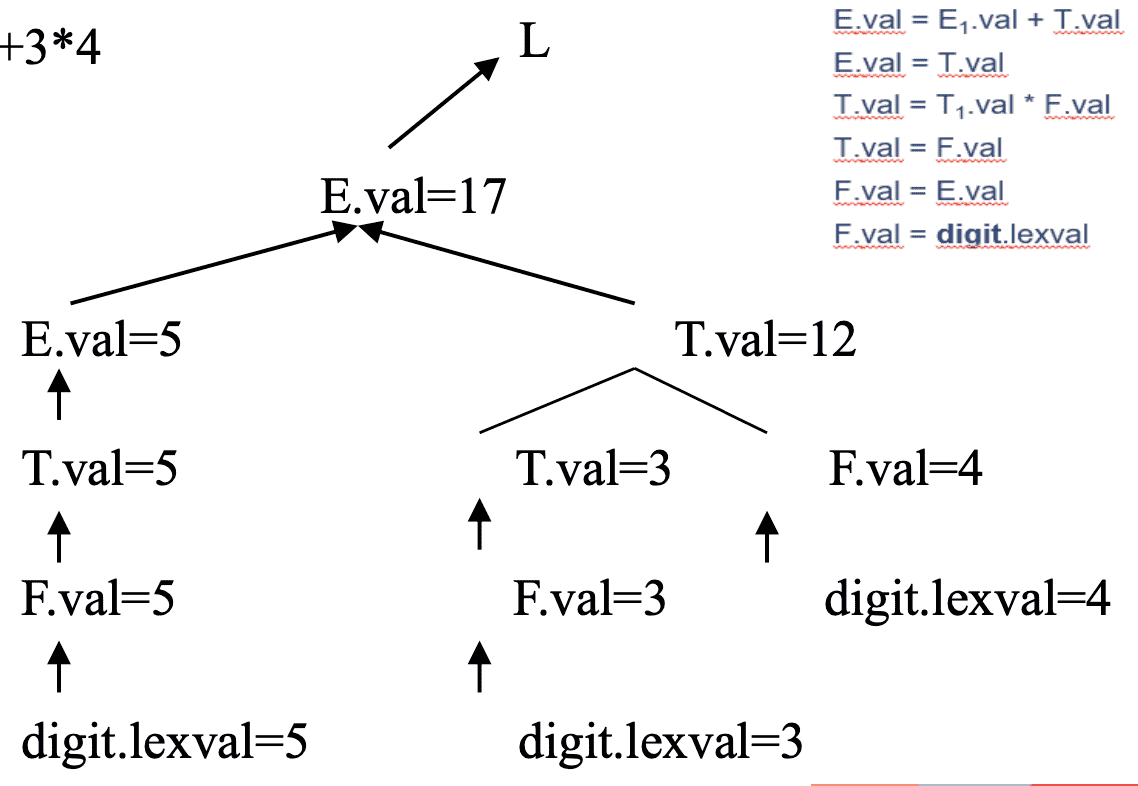 +3*4
L
E.val = E₁.val + T.val
E.val = T.val
T.val = T₁.val * F.val
T.val = F.val
F.val = E.val
F.val = digit.lexval
E.val=17
E.val=5 T.val=12
T.val=5 T.val=3 F.val=4
F.val=5 F.val=3 digit.lexval=4
digit.lexval=5 digit.lexval=3